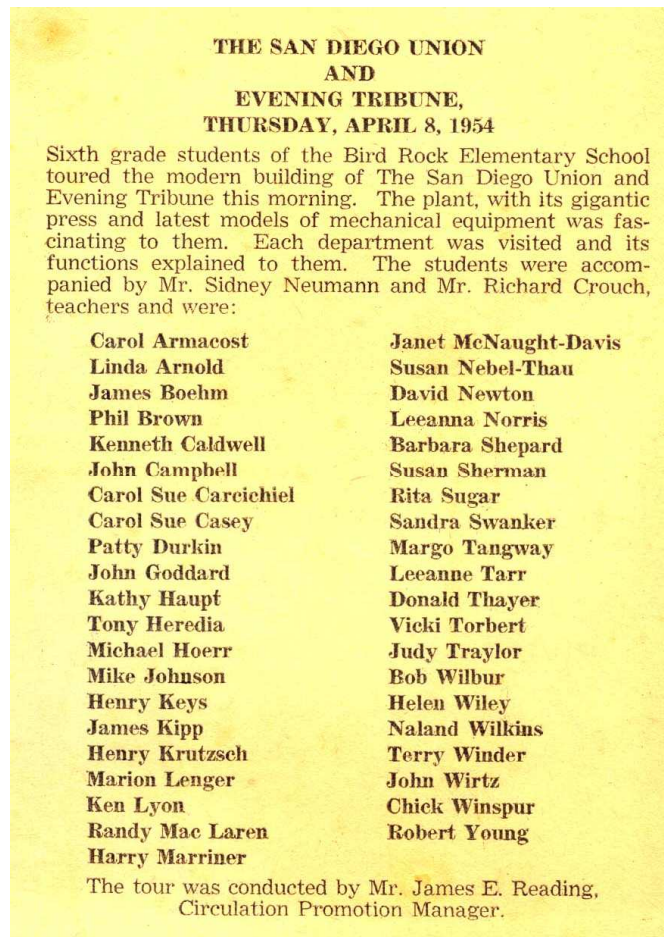 THE SAN DIEGO UNION
AND
EVENING TRIBUNE,
THURSDAY, APRIL 8, 1954
Sixth grade students of the Bird Rock Elementary School
toured the modern building of The San Diego Union and
Evening Tribune this morning. The plant, with its gigantic
press and latest models of mechanical equipment was fas-
cinating to them. Each department was visited and its
functions explained to them. The students were accom-
panied by Mr. Sidney Neumann and Mr. Richard Crouch,
teachers and were:
Carol Armacost
Linda Arnold
James Boehm
Phil Brown
Kenneth Caldwell
John Campbell
Carol Sue Carcichiel
Carol Sue Casey
Patty Durkin
John Goddard
Kathy Haupt
Tony Heredia
Michael Hoerr
Mike Johnson
Henry Keys
James Kipp
Henry Krutzsch
Marion Lenger
Ken Lyon
Randy Mac Laren
Harry Marriner
Janet McNaught-Davis
Susan Nebel-Thau
David Newton
Leeanna Norris
Barbara Shepard
Susan Sherman
Rita Sugar
Sandra Swanker
Margo Tangway
Leeanne Tarr
Donald Thayer
Vicki Torbert
Judy Traylor
Bob Wilbur
Helen Wiley
Naland Wilkins
Terry Winder
John Wirtz
Chick Winspur
Robert Young
The tour was conducted by Mr. James E. Reading,
Circulation Promotion Manager.